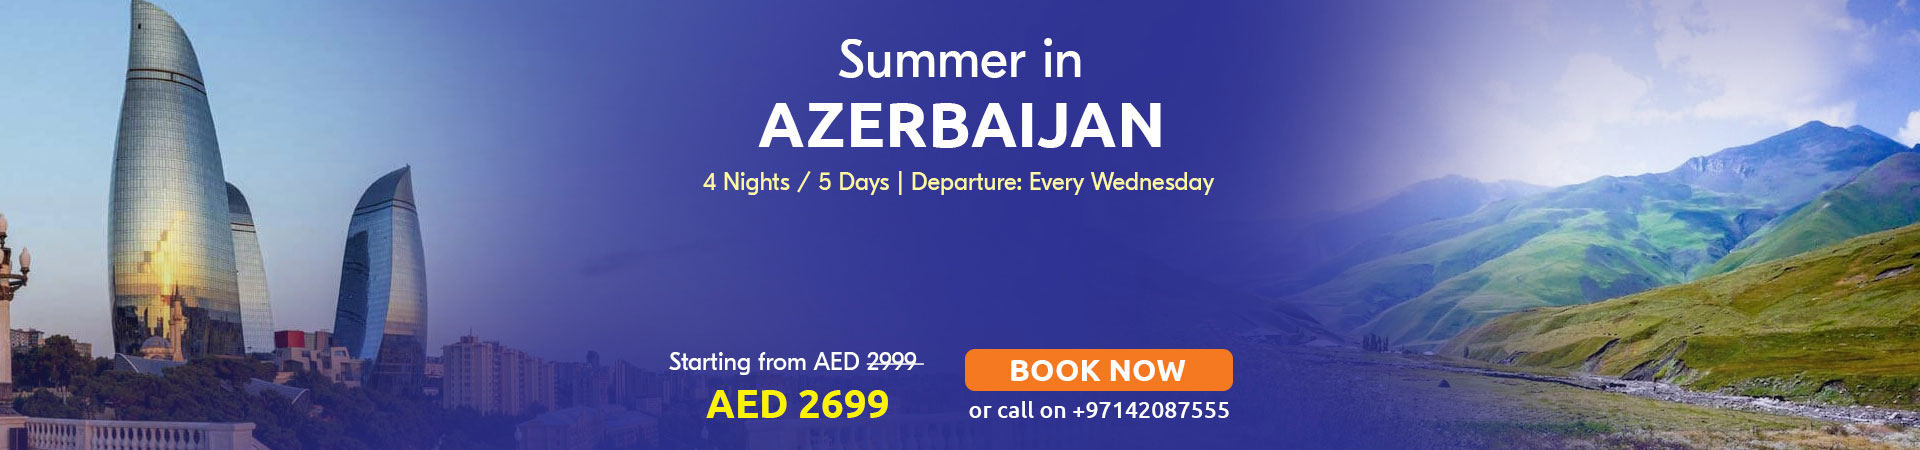 Summer in
AZERBAIJAN
4 Nights / 5 Days | Departure: Every Wednesday
Starting from AED 2999
AED 2699
BOOK NOW
or call on +97142087555